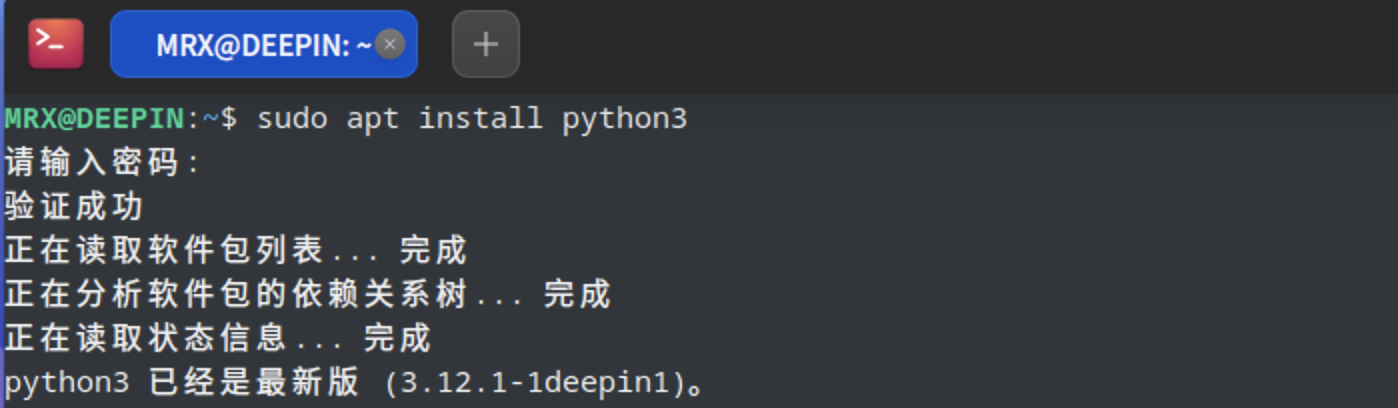 MRX@DEEPIN: ~
MRX@DEEPIN:~$ sudo apt install python3
请输入密码:
验证成功
正在读取软件包列表... 完成
正在分析软件包的依赖关系树... 完成
正在读取状态信息... 完成
python3 已经是最新版 (3.12.1-1deepin1)。